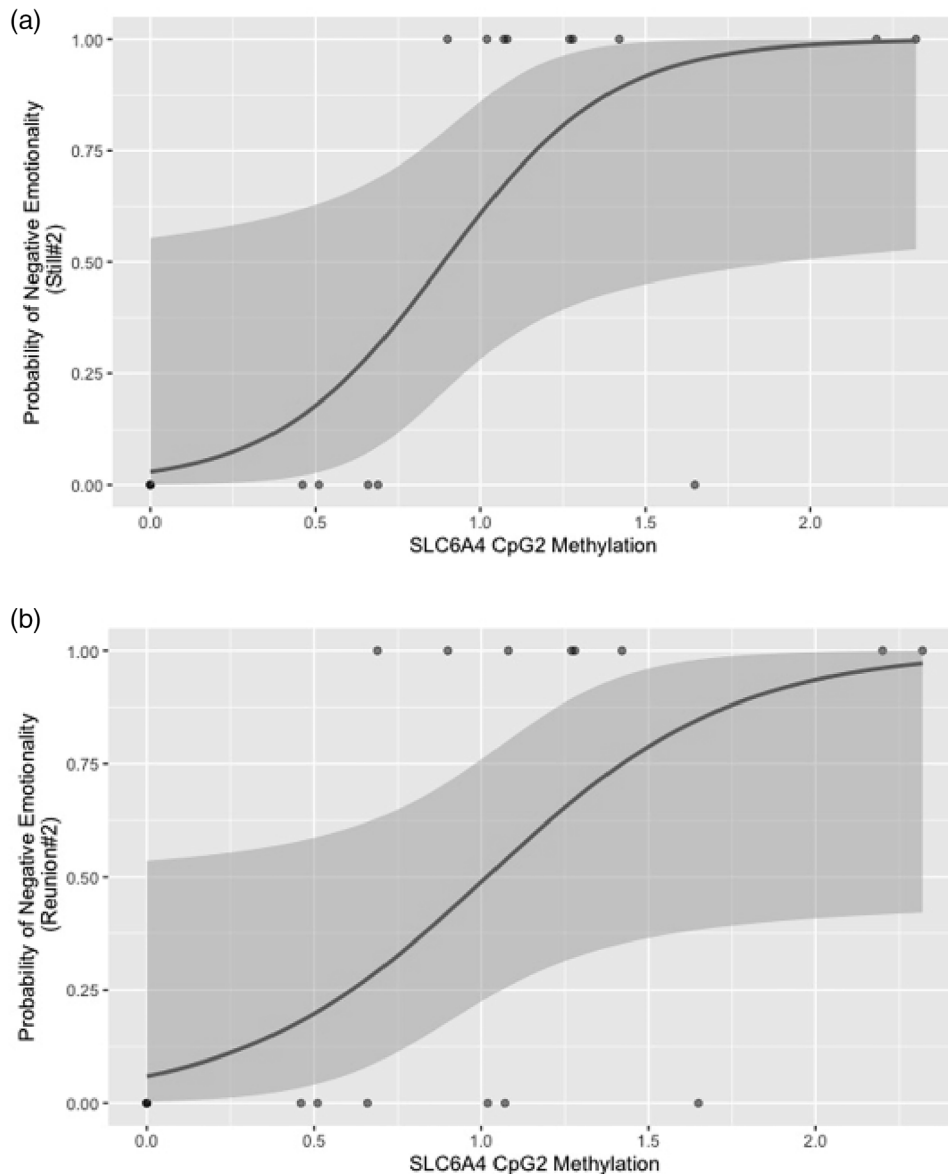 (a)
1.00
0.75
0.50
0.25
0.00
Probability of Negative Emotionality
(Still#2)
0.0 0.5 1.0 1.5 2.0
SLC6A4 CpG2 Methylation
(b)
1.00
0.75
0.50
0.25
0.00
Probability of Negative Emotionality
(Reunion#2)
0.0 0.5 1.0 1.5 2.0
SLC6A4 CpG2 Methylation